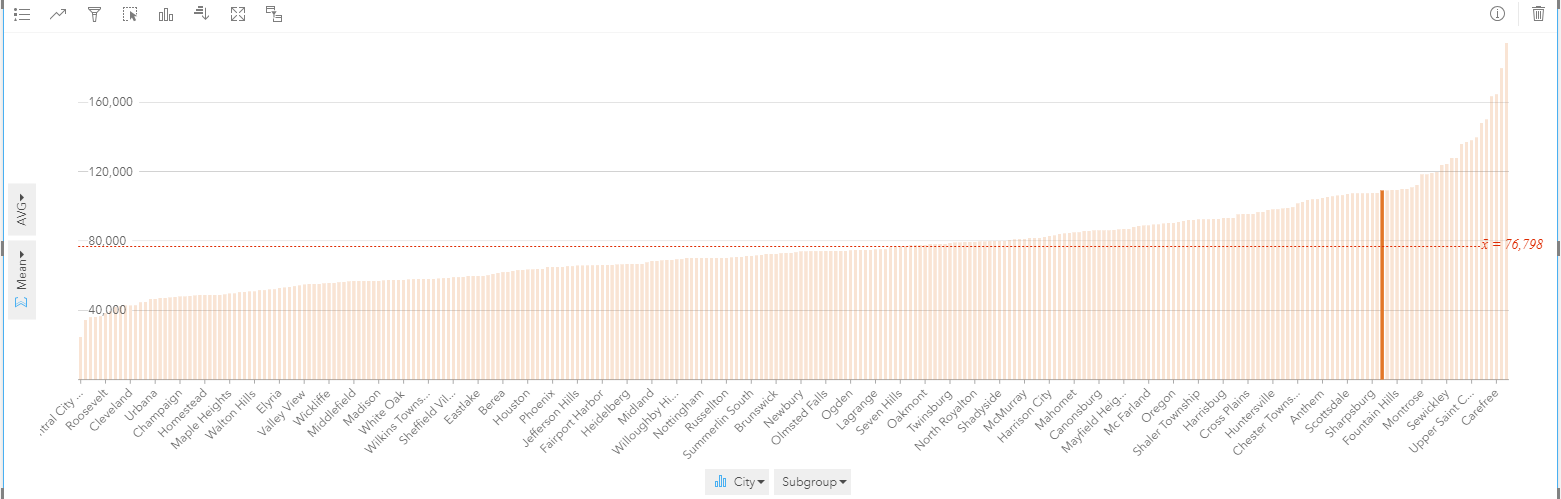 160,000
120,000
80,000
40,000
x̄ = 76,798
AVG
Mean
ntral City ...
Roosevelt
Cleveland
Urbana
Champaign
Homestead
Maple Heights
Walton Hills
Elyria
Valley View
Wickliffe
Middlefield
Madison
White Oak
Wilkins Towns...
Sheffield Vil...
Eastlake
Berea
Houston
Phoenix
Jefferson Hills
Fairport Harbor
Heidelberg
Midland
Willoughby Hi...
Nottingham
Russellton
Summerlin South
Brunswick
Newbury
Olmsted Falls
Ogden
Lagrange
Seven Hills
Oakmont
Twinsburg
North Royalton
Shadyside
McMurray
Harrison City
Mahomet
Canonsburg
Mayfield Heig...
Mc Farland
Oregon
Shaler Township
Harrisbug
Cross Plains
Huntersville
Chester Towns...
Anthem
Scottsdale
Sharpsburg
Fountain Hills
Montrose
Sewickley
Upper Saint C...
Carefree
City
Subgroup